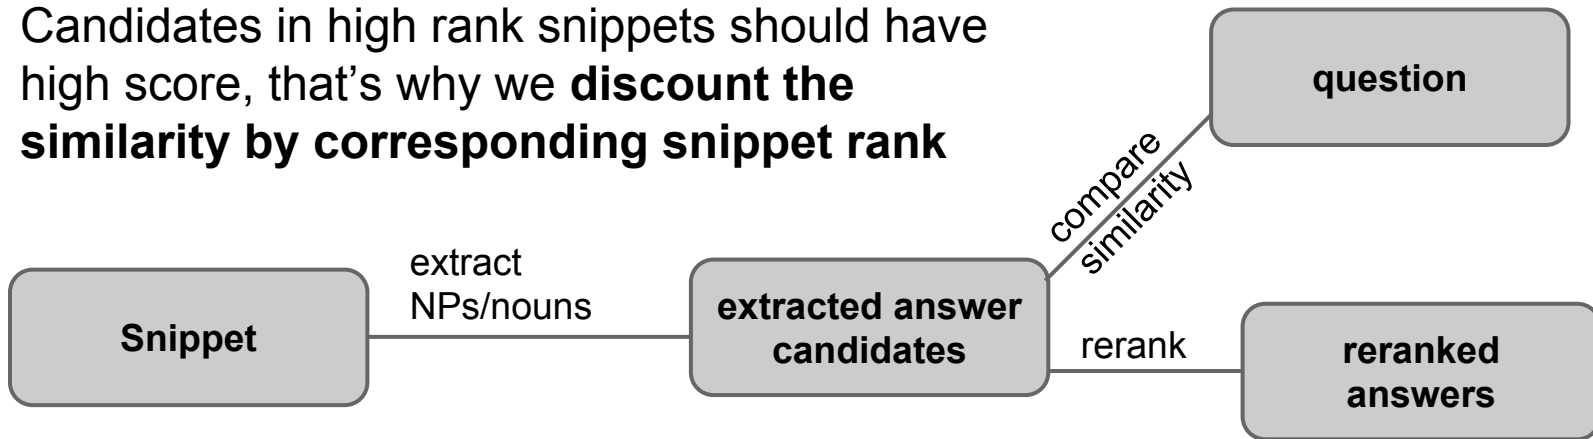 Candidates in high rank snippets should have
high score, that's why we discount the
similarity by corresponding snippet rank
question
compare
similarity
extract
NPs/nouns
Snippet
extracted answer
candidates
rerank
reranked
answers